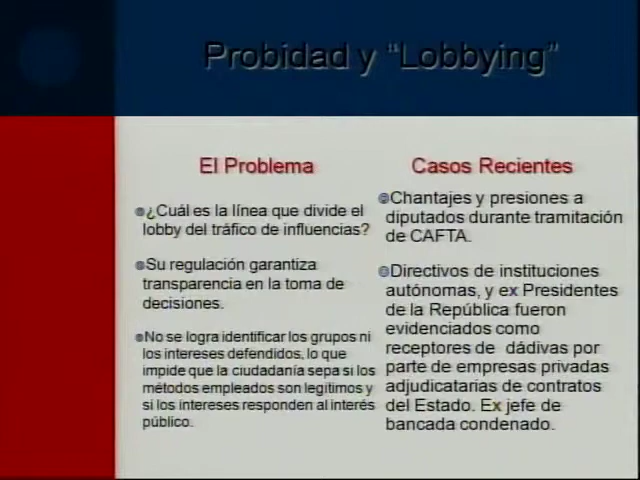 Probidad y “Lobbying”
El Problema
¿Cuál es la línea que divide el
lobby del tráfico de influencias?
Su regulación garantiza
transparencia en la toma de
decisiones.
No se logra identificar los grupos ni
los intereses defendidos, lo que
impide que la ciudadanía sepa si los
métodos empleados son legítimos y
si los intereses responden al interés
público.
Casos Recientes
Chantajes y presiones a
diputados durante tramitación
de CAFTA.
Directivos de instituciones
autónomas, y ex Presidentes
de la República fueron
evidenciados como
receptores de dádivas por
parte de empresas privadas
adjudicatarias de contratos
del Estado. Ex jefe de
bancada condenado.